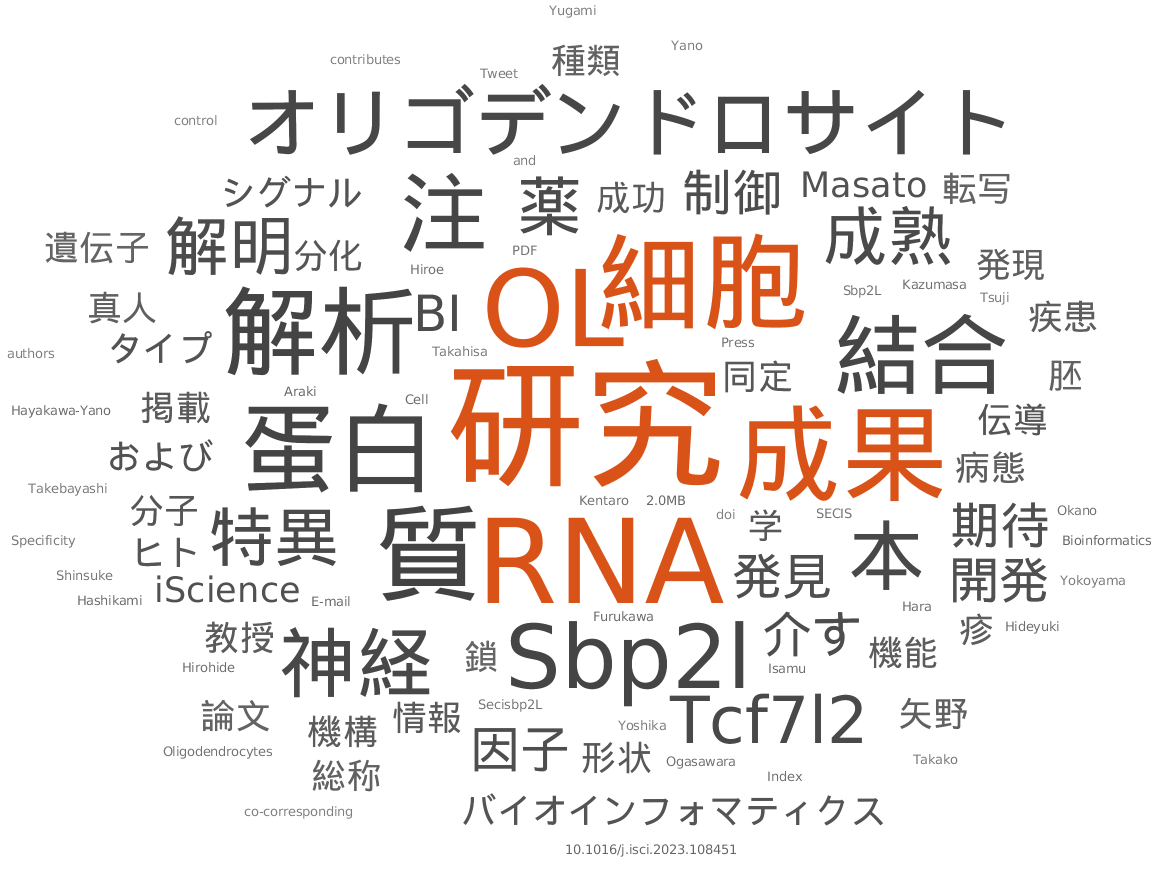 Yugami
Yano
種類
contributes
Tweet
オリゴデンドロサイト
control
and
シグナル
注
薬
成功
制御
Masato
転写
遺伝子
解明
分化
PDF
細胞
成熟
発現
Hiroe
OL
Sbp2L
Kazumasa
Tsuji
真人
解析
BI
疾患
タイプ
Takahisa
Press
結合
authors
研究
同定
胚
Araki
Cell
Hayakawa-Yano
掲載
蛋白
成果
伝導
および
病態
Takebayashi
分子
Kentaro
2.0MB
doi
学
SECIS
期待
Okano
Specificity
ヒト
特異
質
RNA
発見
本
Bioinformatics
Shinsuke
iScience
開発
Yokoyama
Hashikami
E-mail
Hara
Furukawa
教授
神経
鎖
Sbp2l
介す
機能
疹
Hideyuki
Hirohide
Isamu
論文
機構
情報
Secisbp2L
Yoshika
Tcf7l2
矢野
Oligodendrocytes
因子
形状
Ogasawara
Takako
総称
Index
co-corresponding
バイオインフォマティクス
10.1016/j.isci.2023.108451